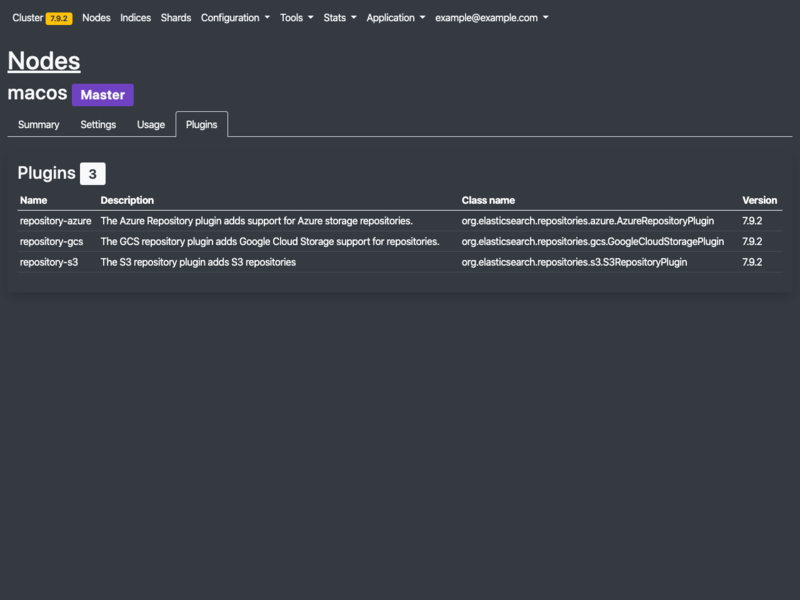 Cluster 7.9.2 Nodes Indices Shards Configuration Tools Stats Application example@example.com
Nodes
macos Master
Summary Settings Usage Plugins
Plugins 3
Name Description Class name Version
repository-azure The Azure Repository plugin adds support for Azure storage repositories. org.elasticsearch.repositories.azure.AzureRepositoryPlugin 7.9.2
repository-gcs The GCS repository plugin adds Google Cloud Storage support for repositories. org.elasticsearch.repositories.gcs.GoogleCloudStoragePlugin 7.9.2
repository-s3 The S3 repository plugin adds S3 repositories org.elasticsearch.repositories.s3.S3RepositoryPlugin 7.9.2